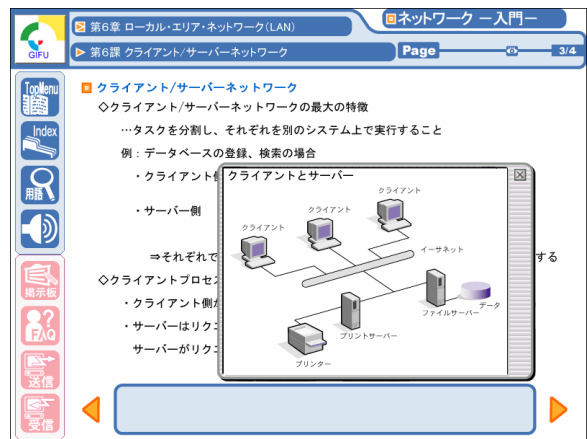 第6章 ローカル・エリア・ネットワーク(LAN)
ネットワーク －入門－
GIFU
第6課 クライアント/サーバーネットワーク
Page
3/4
TopMenu
Index
用語
掲示板
FAQ
送信
受信
クライアント/サーバーネットワーク
◇クライアント/サーバーネットワークの最大の特徴
…タスクを分割し、それぞれを別のシステム上で実行すること
例：データベースの登録、検索の場合
・クライアント側
・サーバー側
⇒それぞれで
する
◇クライアントプロセ
・クライアント側
・サーバーはリクエ
サーバーがリクエ
クライアントとサーバー
クライアント
クライアント
クライアント
イーサネット
データ
ファイルサーバー
プリントサーバー
プリンター